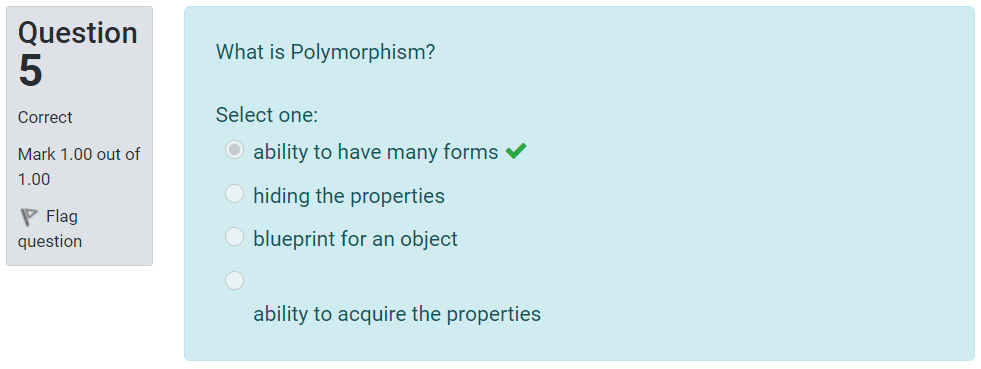 Question
5
Correct
Mark 1.00 out of
1.00
Flag
question
What is Polymorphism?
Select one:
ability to have many forms
hiding the properties
blueprint for an object
ability to acquire the properties